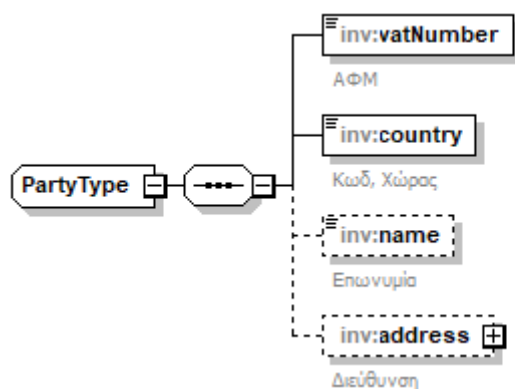 inv:vatNumber
ΑΦΜ
inv:country
Κωδ, Χώρας
PartyType
inv:name
Επωνυμία
inv:address
Διεύθυνση